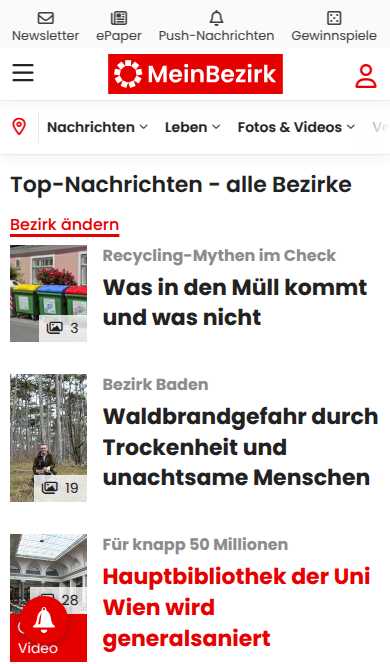 Newsletter ePaper Push-Nachrichten Gewinnspiele
MeinBezirk
Nachrichten Leben Fotos & Videos
Top-Nachrichten - alle Bezirke
Bezirk ändern
Recycling-Mythen im Check
Was in den Müll kommt
und was nicht
3
Bezirk Baden
Waldbrandgefahr durch
Trockenheit und
unachtsame Menschen
19
Für knapp 50 Millionen
Hauptbibliothek der Uni
Wien wird
generalsaniert
28
Video